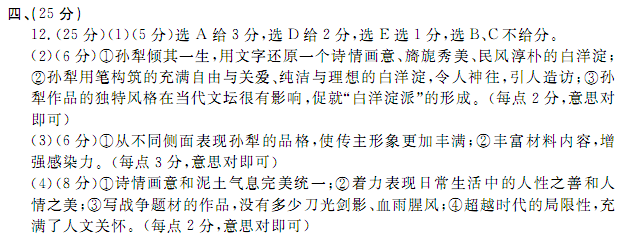 四、(25分)
12.(25分)(1)(5分)选A给3分,选D给2分,选E选1分,选B、C不给分。
(2)(6分)①孙犁倾其一生,用文字还原一个诗情画意、旖旎秀美、民风淳朴的白洋淀;
②孙犁用笔构筑的充满自由与关爱、纯洁与理想的白洋淀,令人神往,引人造访;③孙
犁作品的独特风格在当代文坛很有影响,促就“白洋淀派”的形成。(每点2分,意思对
即可)
(3)(6分)①从不同侧面表现孙犁的品格,使传主形象更加丰满;②丰富材料内容,增
强感染力。(每点3分,意思对即可)
(4)(8分)①诗情画意和泥土气息完美统一;②着力表现日常生活中的人性之善和人
情之美;③写战争题材的作品,没有多少刀光剑影、血雨腥风;④超越时代的局限性,充
满了人文关怀。(每点2分,意思对即可)